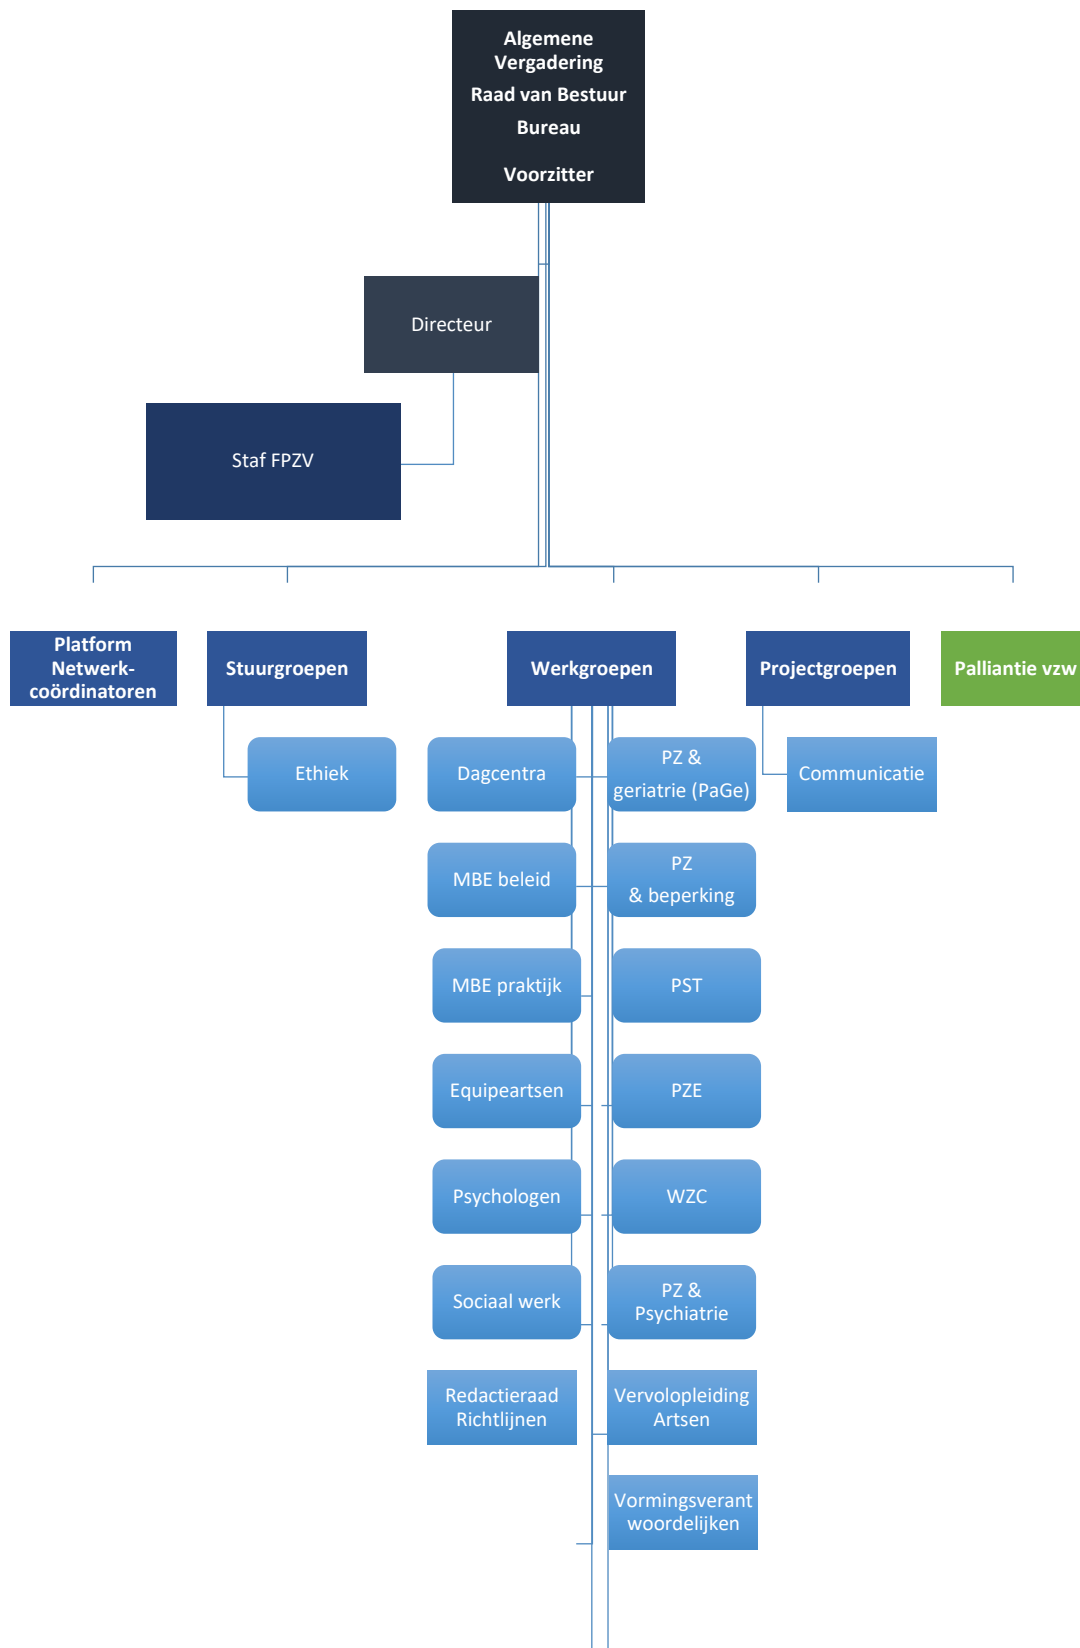 Algemene
Vergadering
Raad van Bestuur
Bureau
Voorzitter
Directeur
Staf FPZV
Platform
Netwerk-
coördinatoren
Stuurgroepen
Werkgroepen
Projectgroepen
Palliantie vzw
Ethiek
Dagcentra
PZ &
geriatrie (PaGe)
Communicatie
MBE beleid
PZ
& beperking
MBE praktijk
PST
Equipeartsen
PZE
Psychologen
WZC
Sociaal werk
PZ &
Psychiatrie
Redactieraad
Richtlijnen
Vervolopleiding
Artsen
Vormingsverant
woordelijken